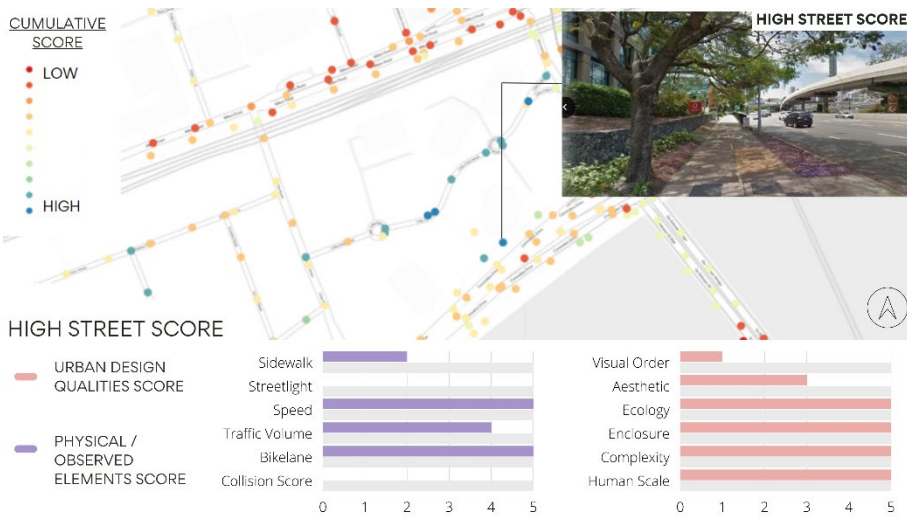 CUMULATIVE
SCORE
LOW
HIGH
HIGH STREET SCORE
HIGH STREET SCORE
URBAN DESIGN
QUALITIES SCORE
PHYSICAL /
OBSERVED
ELEMENTS SCORE
Sidewalk
Streetlight
Speed
Traffic Volume
Bikelane
Collision Score
0 1 2 3 4 5
Visual Order
Aesthetic
Ecology
Enclosure
Complexity
Human Scale
0 1 2 3 4 5